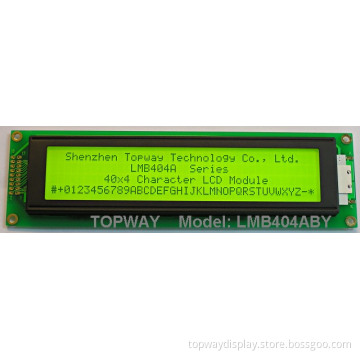 Shenzhen Topway Technology Co., Ltd.
LMB404A Series
40x4 Character LCD Module
#+0123456789ABCDEFGHIJKLMNOPQRSTUVWXYZ-*
TOPWAY Model: LMB404ABY
topwaydisplay.store.bossgoo.com